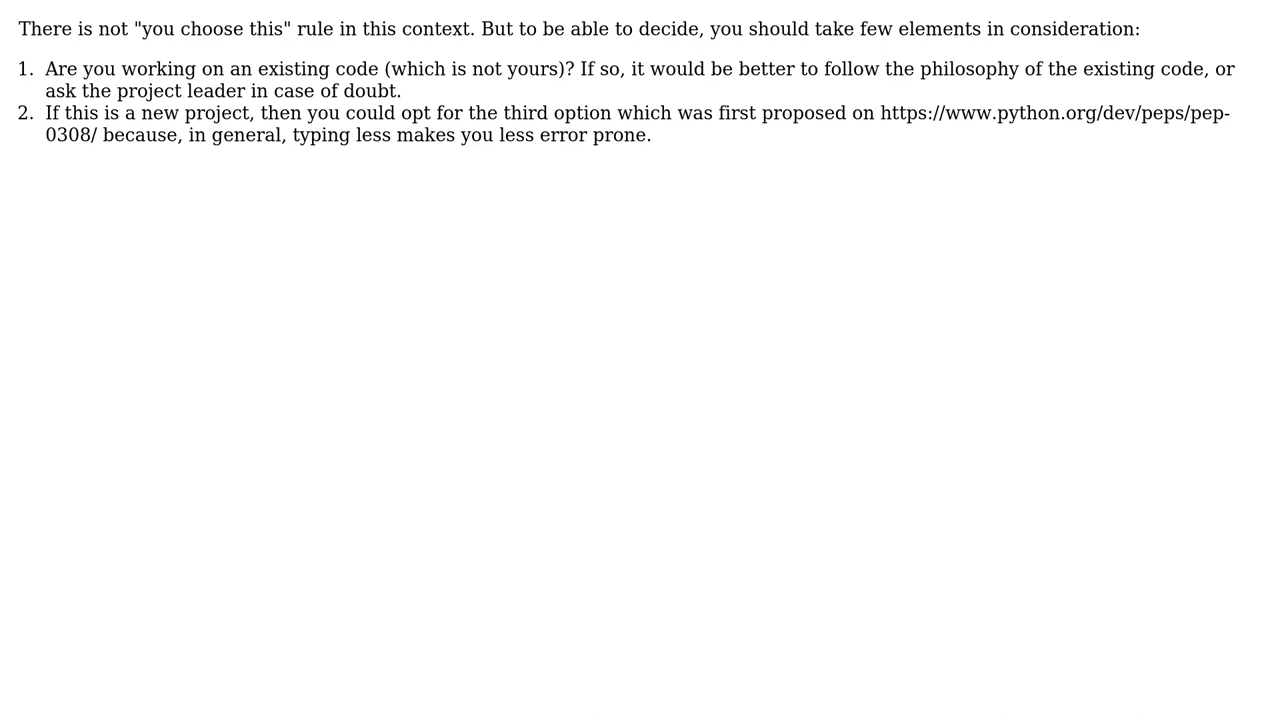 There is not "you choose this" rule in this context. But to be able to decide, you should take few elements in consideration:
1. Are you working on an existing code (which is not yours)? If so, it would be better to follow the philosophy of the existing code, or
ask the project leader in case of doubt.
2. If this is a new project, then you could opt for the third option which was first proposed on https://www.python.org/dev/peps/pep-
0308/ because, in general, typing less makes you less error prone.